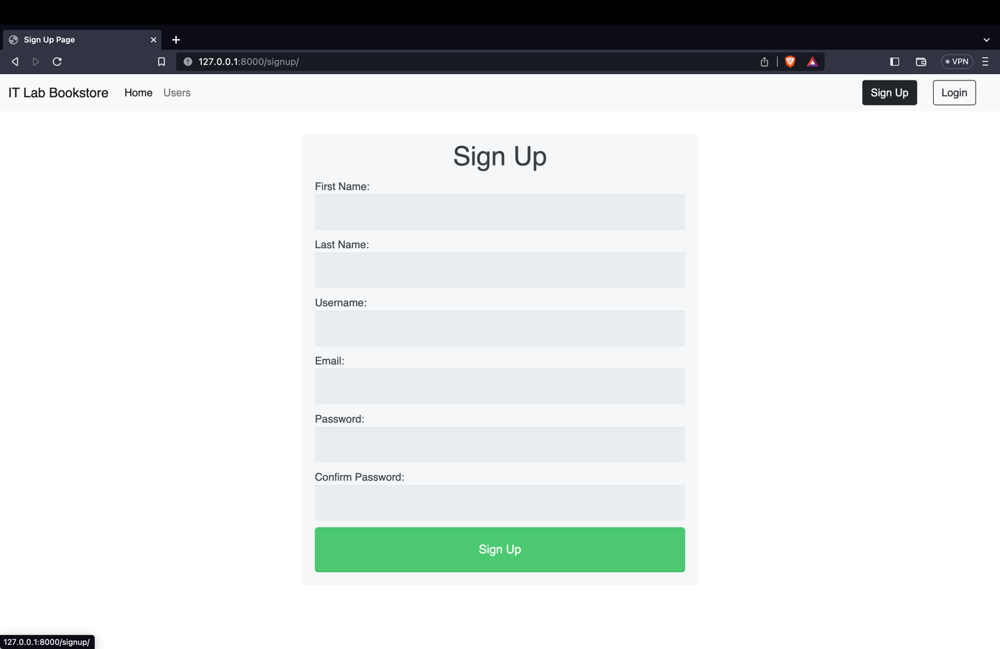 Sign Up Page
127.0.0.1:8000/signup/
VPN
IT Lab Bookstore Home Users Sign Up Login
Sign Up
First Name:
Last Name:
Username:
Email:
Password:
Confirm Password:
Sign Up
127.0.0.1:8000/signup/